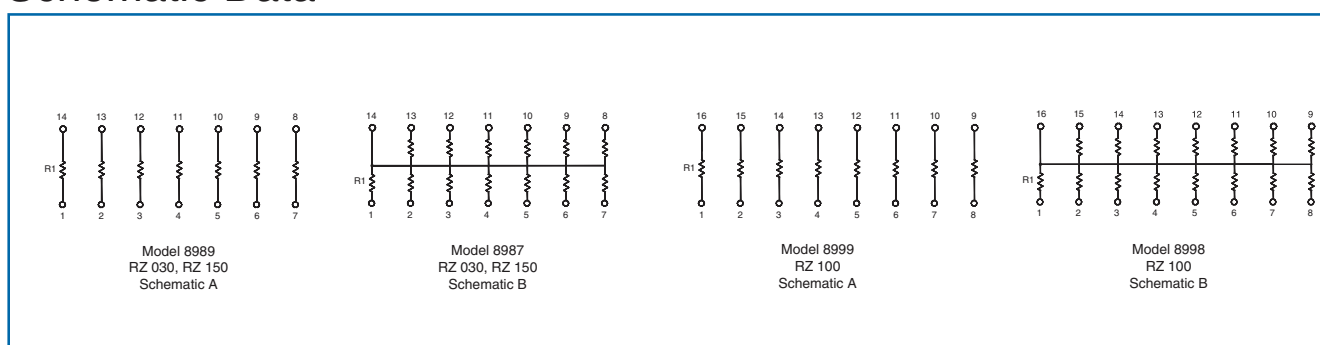 Schematic Data
14 13 12 11 10 9 8
R1
1 2 3 4 5 6 7
Model 8989
RZ 030, RZ 150
Schematic A
14 13 12 11 10 9 8
R1
1 2 3 4 5 6 7
Model 8987
RZ 030, RZ 150
Schematic B
16 15 14 13 12 11 10 9
R1
1 2 3 4 5 6 7 8
Model 8999
RZ 100
Schematic A
16 15 14 13 12 11 10 9
R1
1 2 3 4 5 6 7 8
Model 8998
RZ 100
Schematic B